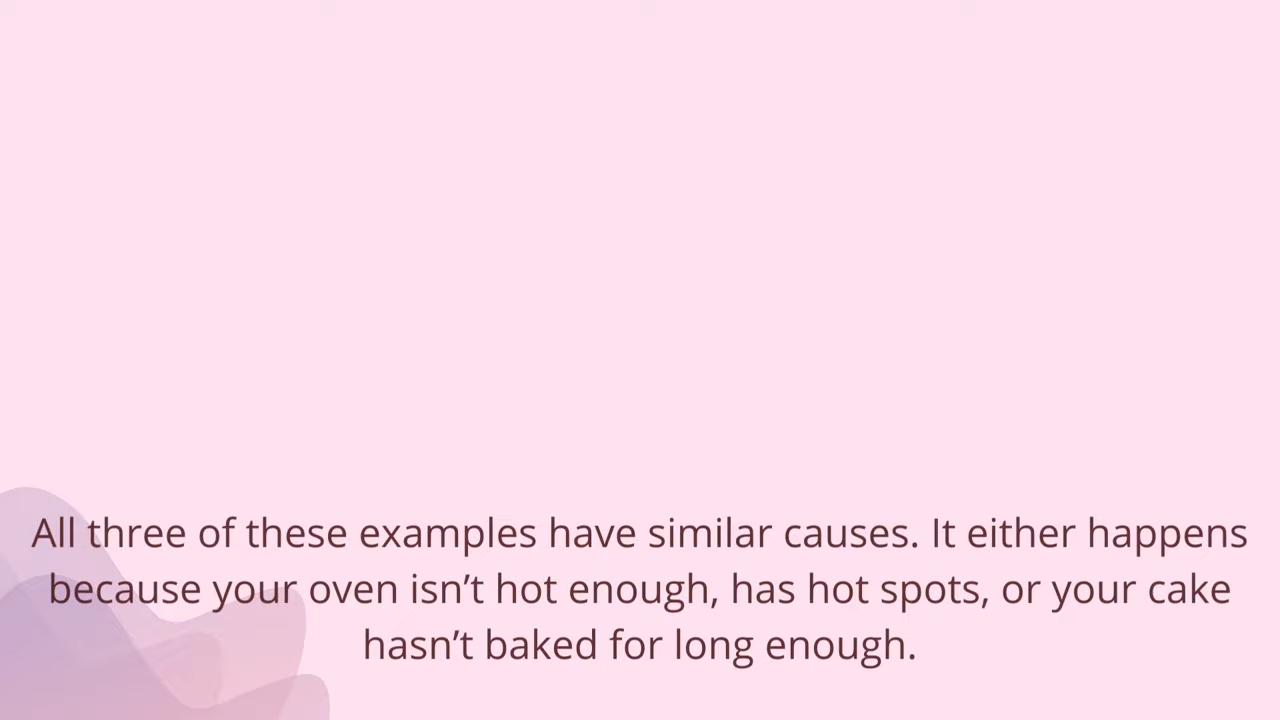 All three of these examples have similar causes. It either happens
because your oven isn’t hot enough, has hot spots, or your cake
hasn’t baked for long enough.